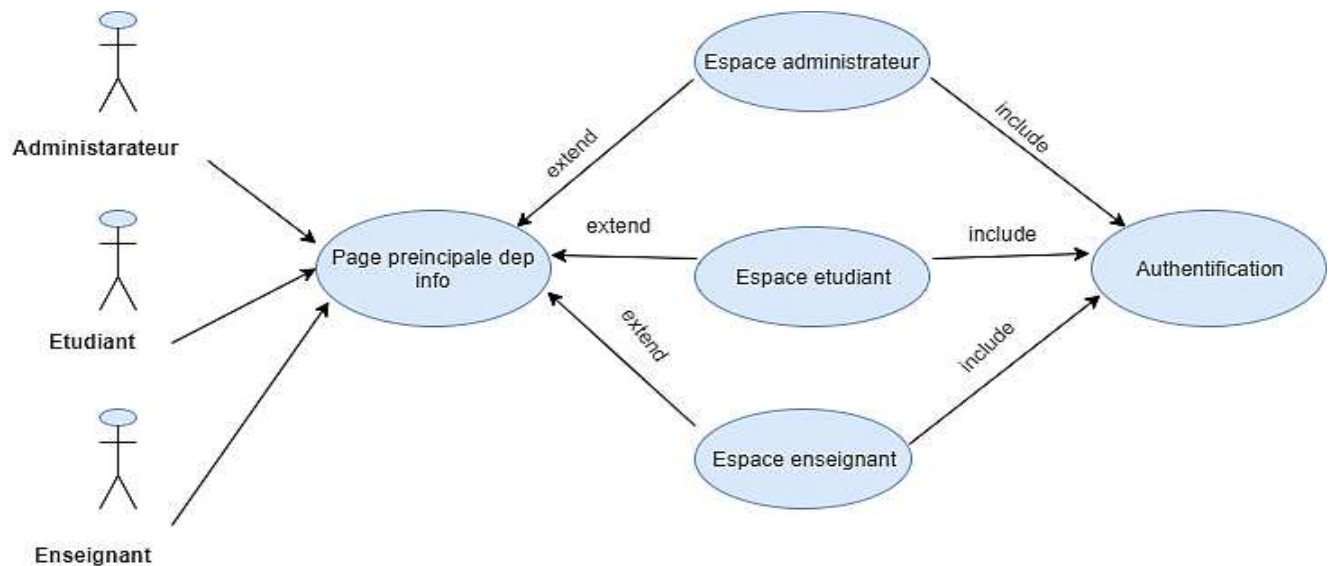 Espace administrateur
include
Administarateur
extend
Page preincipale dep
info
extend
Espace etudiant
include
Authentification
Etudiant
extend
include
Espace enseignant
Enseignant